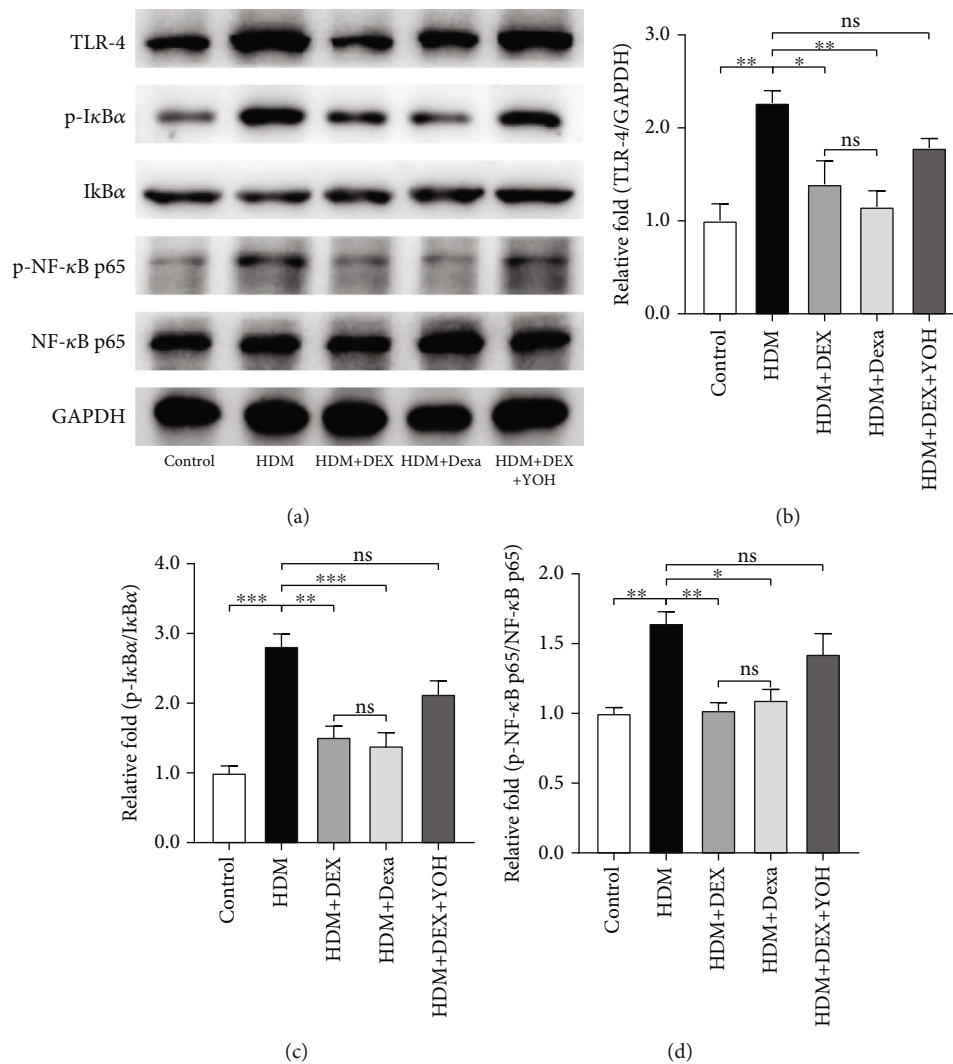 TLR-4
p-IκBα
IkBα
p-NF-κB p65
NF-κB p65
GAPDH
Control HDM HDM+DEX HDM+Dexa HDM+DEX
+YOH
(a)
Relative fold (TLR-4/GAPDH)
3.0
2.0
1.0
0.0
ns
**
** *
ns
Control
HDM
HDM+DEX
HDM+Dexa
HDM+DEX+YOH
(b)
Relative fold (p-IκBα/IκBα)
4.0
3.0
2.0
1.0
0.0
ns
***
*** **
ns
Control
HDM
HDM+DEX
HDM+Dexa
HDM+DEX+YOH
(c)
Relative fold (p-NF-κB p65/NF-κB p65)
2.0
1.5
1.0
0.5
0.0
ns
*
** **
ns
Control
HDM
HDM+DEX
HDM+Dexa
HDM+DEX+YOH
(d)